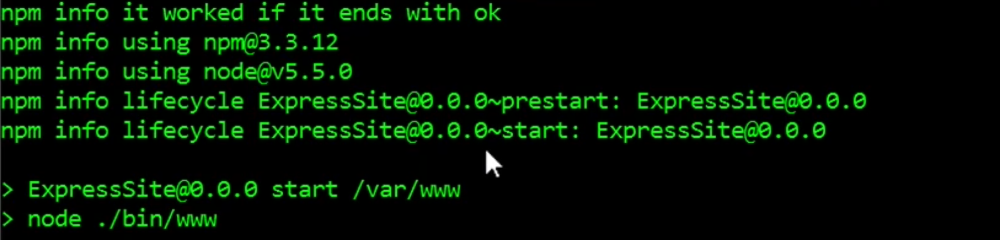 npm info it worked if it ends with ok
npm info using npm@3.3.12
npm info using node@v5.5.0
npm info lifecycle ExpressSite@0.0.0~prestart: ExpressSite@0.0.0
npm info lifecycle ExpressSite@0.0.0~start: ExpressSite@0.0.0
> ExpressSite@0.0.0 start /var/www
> node ./bin/www